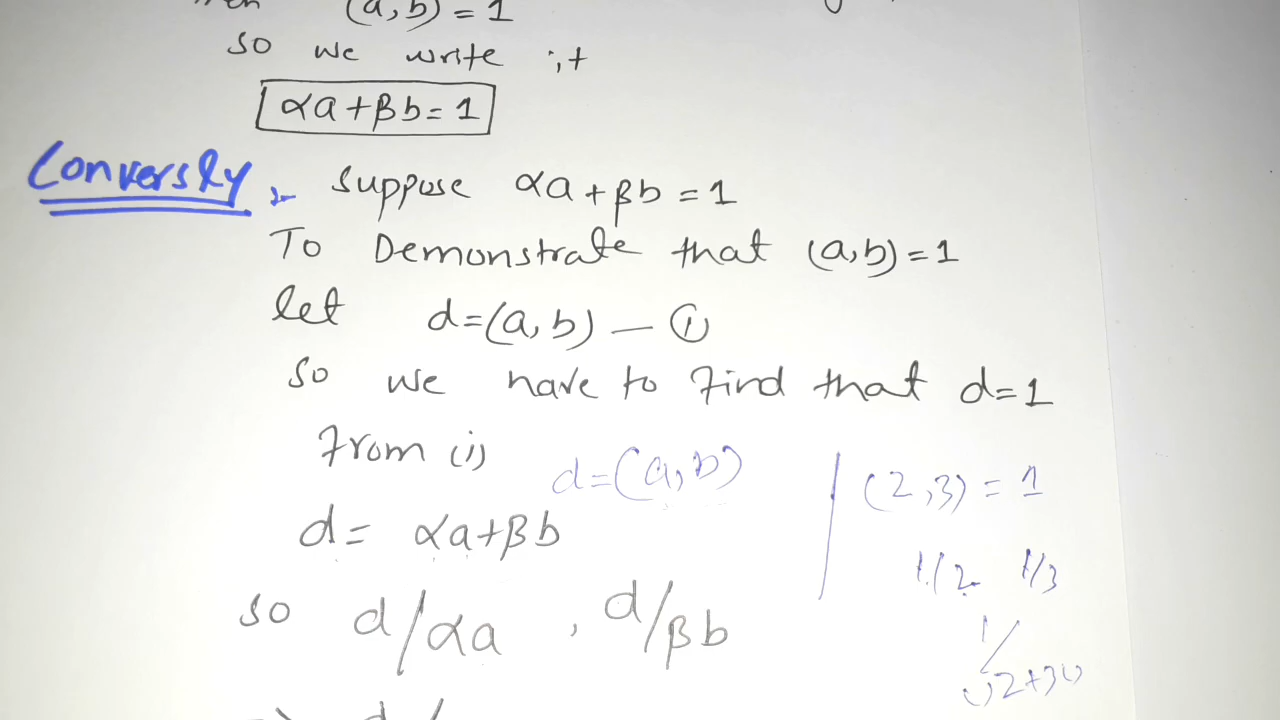 (a,b) = 1
so we write it
αa+βb=1
Conversly :- Suppose αa+βb=1
To Demonstrate that (a,b)=1
let d=(a,b) — ①
So we have to find that d=1
From (i) d=(a,b) (2,3) = 1
d= αa+βb 1/2 1/3
so d/αa , d/βb 1/